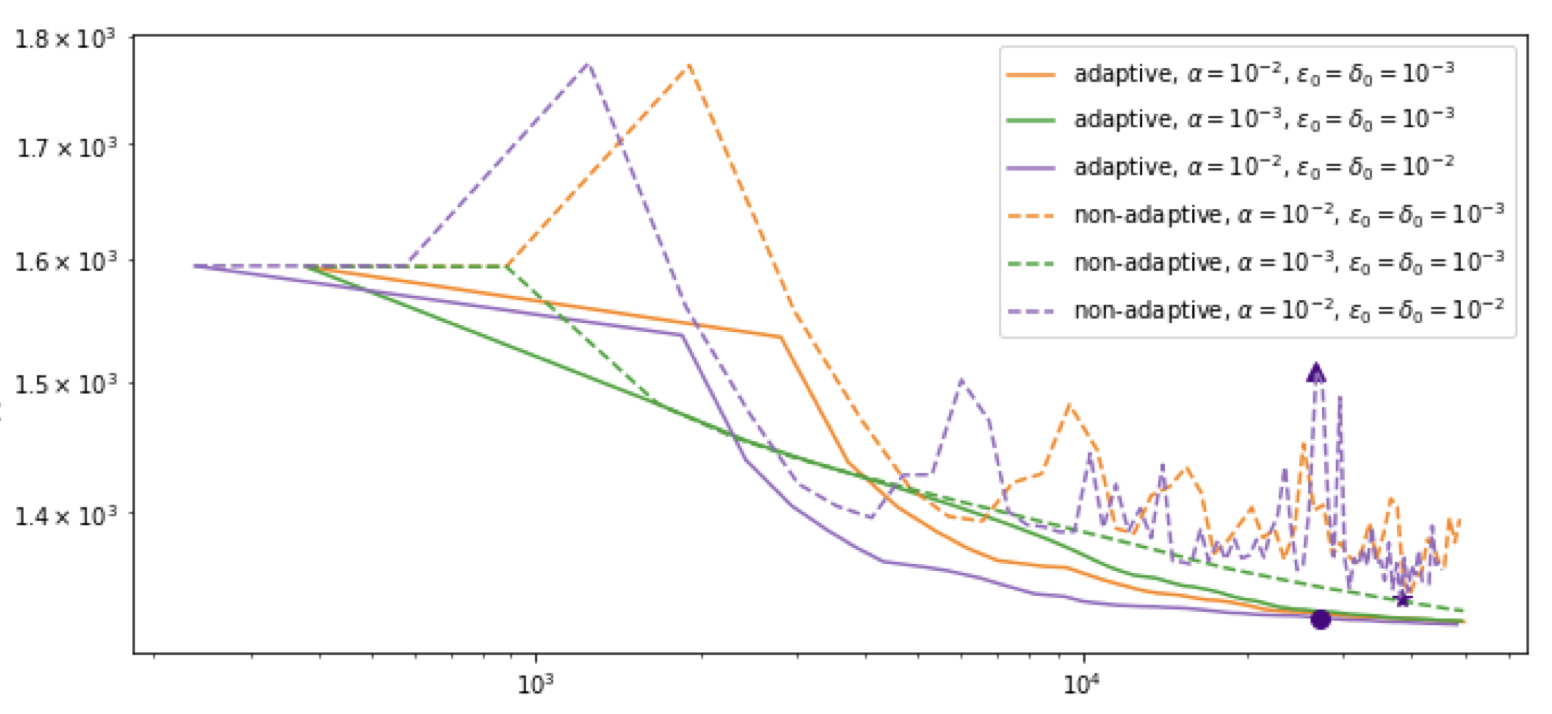 1.8 × 10³
1.7 × 10³
1.6 × 10³
1.5 × 10³
1.4 × 10³
10³
10⁴
adaptive, α = 10⁻², ε₀ = δ₀ = 10⁻³
adaptive, α = 10⁻³, ε₀ = δ₀ = 10⁻³
adaptive, α = 10⁻², ε₀ = δ₀ = 10⁻²
non-adaptive, α = 10⁻², ε₀ = δ₀ = 10⁻³
non-adaptive, α = 10⁻³, ε₀ = δ₀ = 10⁻³
non-adaptive, α = 10⁻², ε₀ = δ₀ = 10⁻²